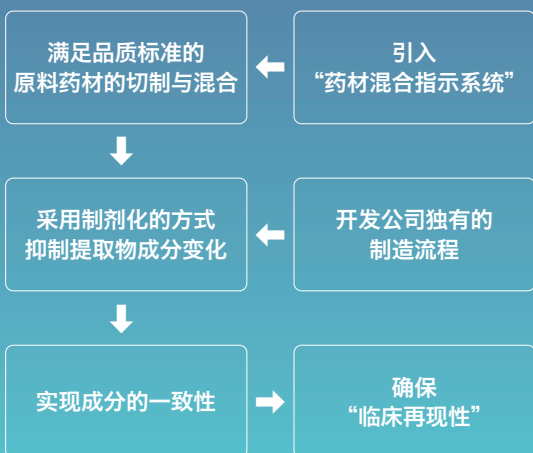 满足品质标准的
原料药材的切制与混合
引入
“药材混合指示系统”
采用制剂化的方式
抑制提取物成分变化
开发公司独有的
制造流程
实现成分的一致性
确保
“临床再现性”